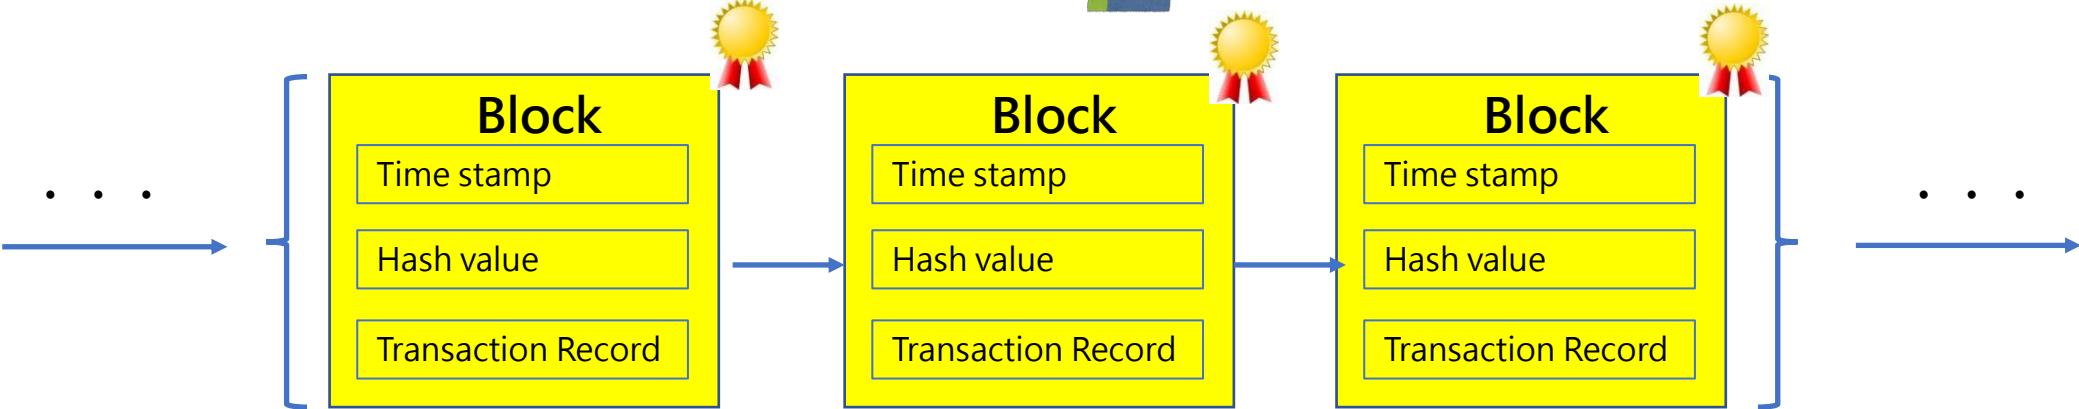 Block
Time stamp
Hash value
Transaction Record
Block
Time stamp
Hash value
Transaction Record
Block
Time stamp
Hash value
Transaction Record
. . .
. . .